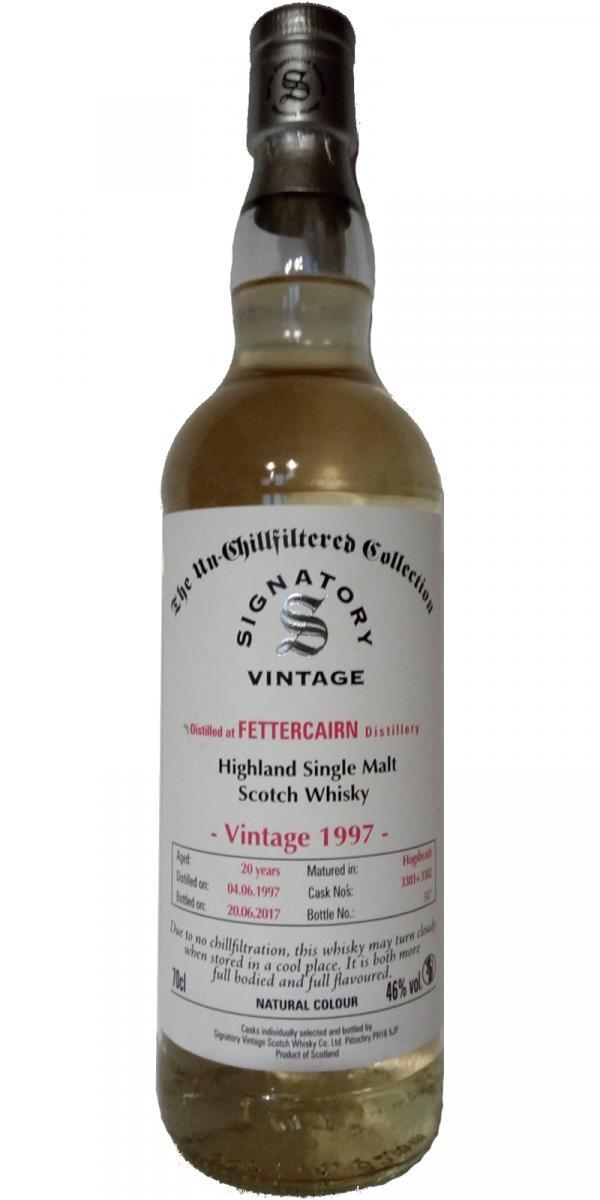 The Un-Chillfiltered Collection
SIGNATORY
S
VINTAGE
Distilled at FETTERCAIRN Distillery
Highland Single Malt
Scotch Whisky
- Vintage 1997 -
Aged: 20 years Matured in: Hogsheads
Distilled on: 04.06.1997 Cask No's: 3381+3382
Bottled on: 20.06.2017 Bottle No.:
Due to no chillfiltration, this whisky may turn cloudy
when stored in a cool place. It is both more
full bodied and full flavoured.
70cl 46% vol.
NATURAL COLOUR
Casks individually selected and bottled by
Signatory Vintage Scotch Whisky Co. Ltd. Pitlochry PH16 5JP
Product of Scotland